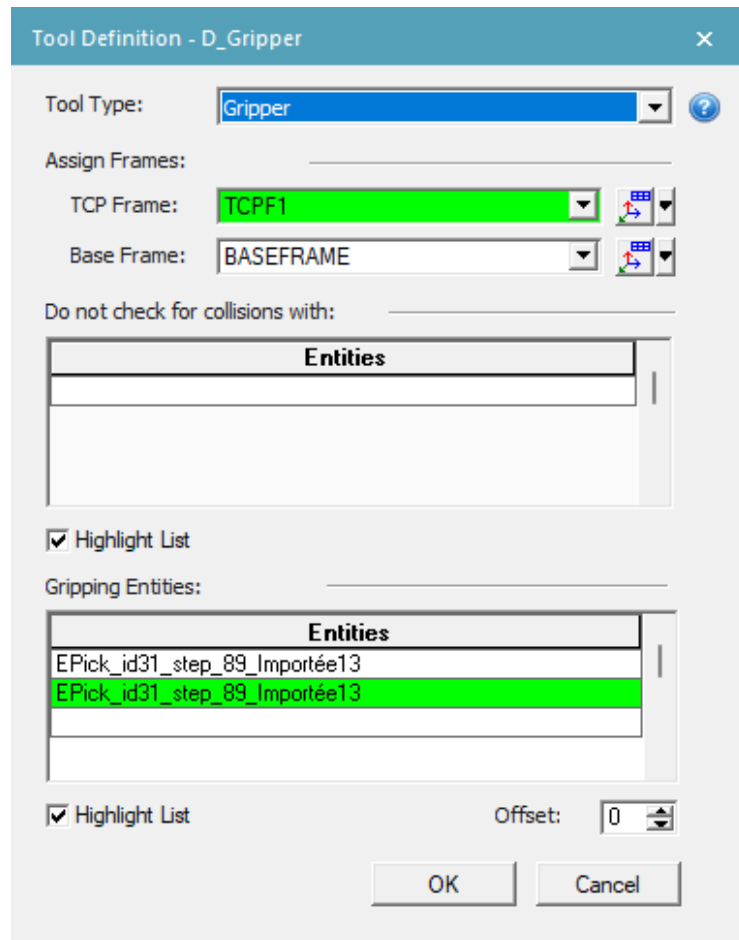 Tool Definition - D_Gripper
Tool Type: Gripper
Assign Frames:
TCP Frame: TCPF1
Base Frame: BASEFRAME
Do not check for collisions with:
Entities
Highlight List
Gripping Entities:
Entities
EPick_id31_step_89_Importée13
EPick_id31_step_89_Importée13
Highlight List Offset: 0
OK Cancel